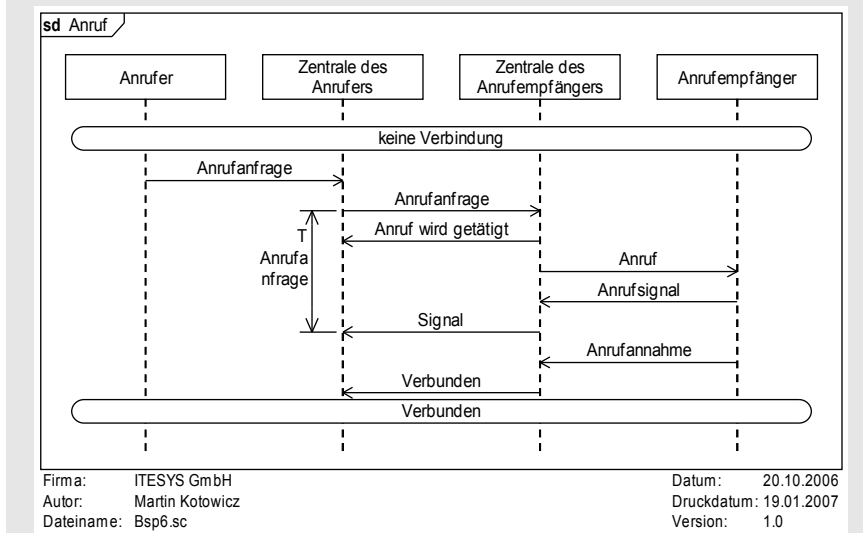 sd Anruf
Anrufer
Zentrale des
Anrufers
Zentrale des
Anrufempfängers
Anrufempfänger
keine Verbindung
Anrufanfrage
Anrufanfrage
T
Anrufa
nfrage
Anruf wird getätigt
Anruf
Anrufsignal
Signal
Anrufannahme
Verbunden
Verbunden
Firma: ITESYS GmbH
Autor: Martin Kotowicz
Dateiname: Bsp6.sc
Datum: 20.10.2006
Druckdatum: 19.01.2007
Version: 1.0